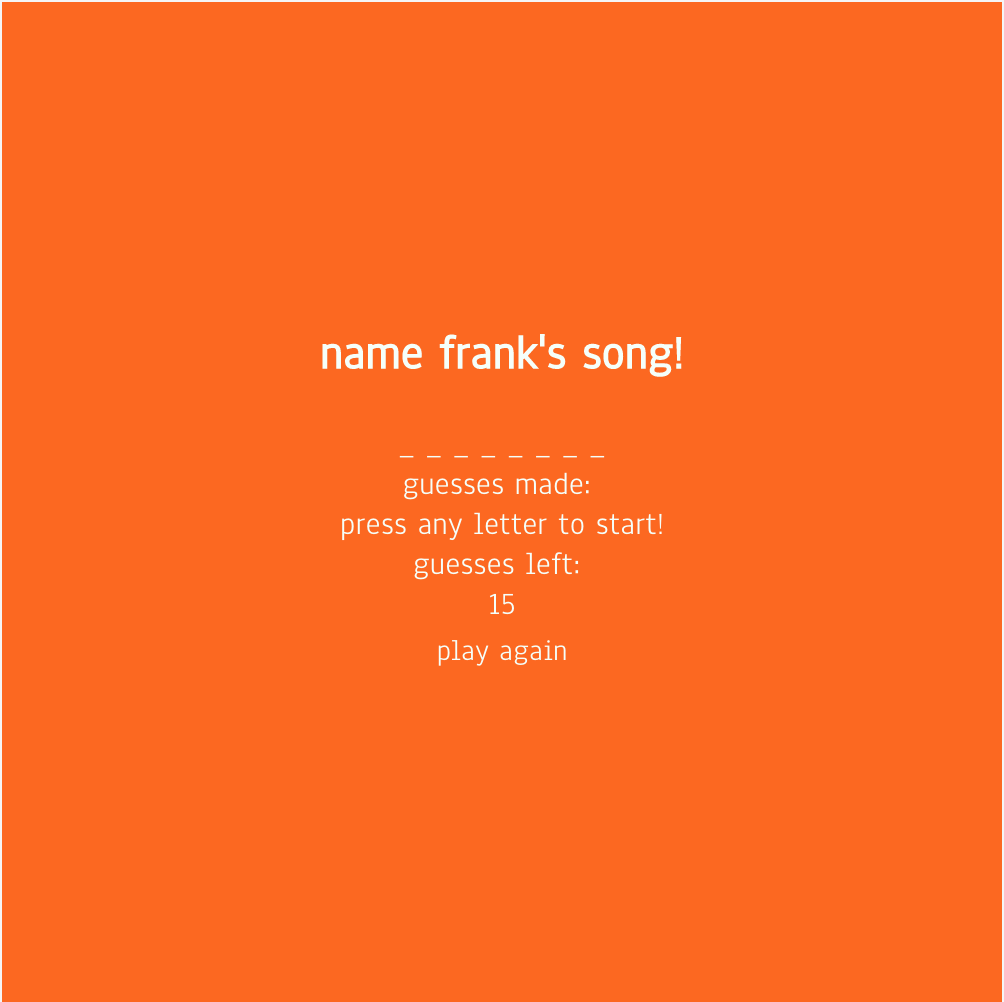 name frank's song!
_ _ _ _ _ _ _ _
guesses made:
press any letter to start!
guesses left:
15
play again